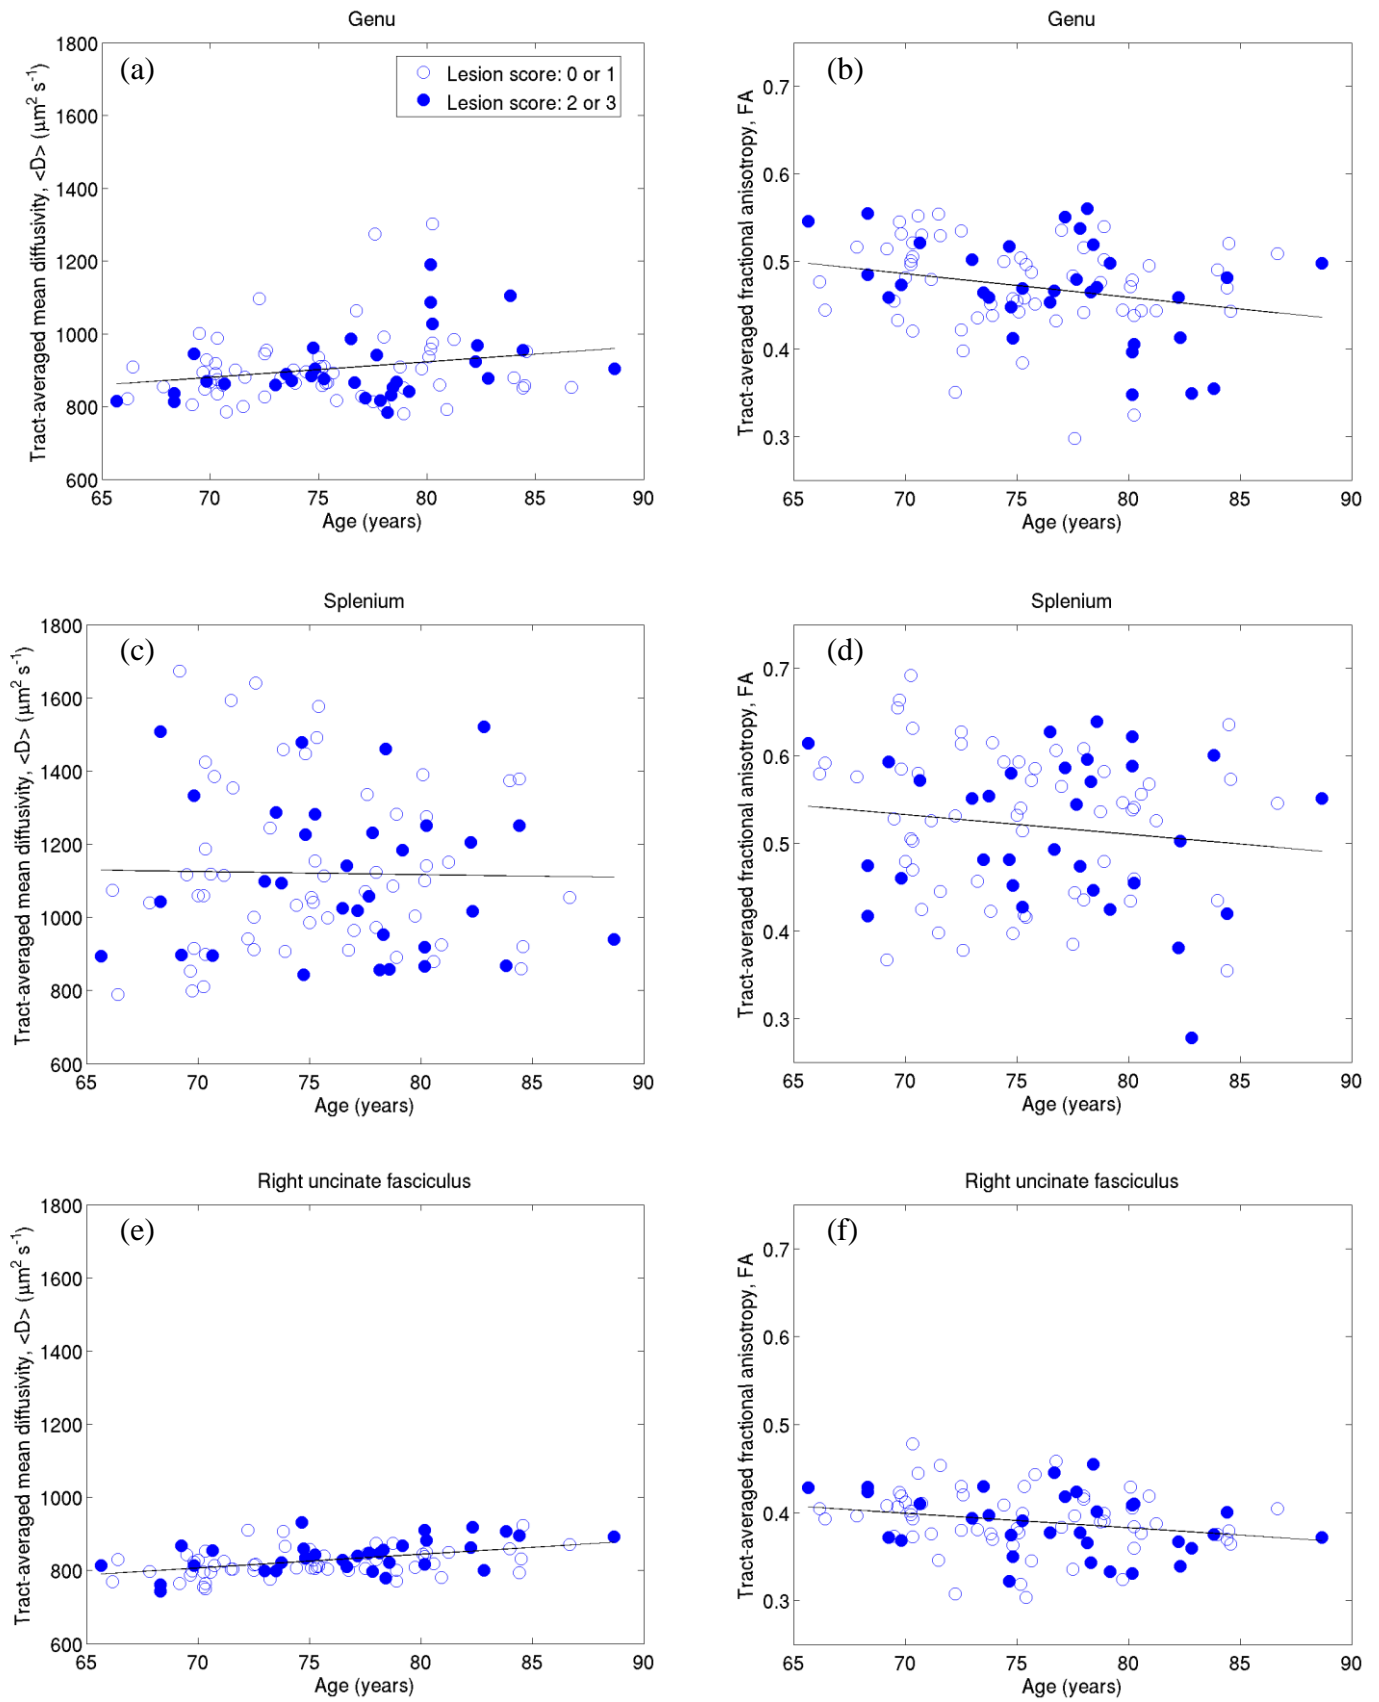 Genu
Tract-averaged mean diffusivity, <D> (μm² s⁻¹)
(a)
Lesion score: 0 or 1
Lesion score: 2 or 3
1800
1600
1400
1200
1000
800
600
65 70 75 80 85 90
Age (years)
Genu
Tract-averaged fractional anisotropy, FA
(b)
0.7
0.6
0.5
0.4
0.3
65 70 75 80 85 90
Age (years)
Splenium
Tract-averaged mean diffusivity, <D> (μm² s⁻¹)
(c)
1800
1600
1400
1200
1000
800
600
65 70 75 80 85 90
Age (years)
Splenium
Tract-averaged fractional anisotropy, FA
(d)
0.7
0.6
0.5
0.4
0.3
65 70 75 80 85 90
Age (years)
Right uncinate fasciculus
Tract-averaged mean diffusivity, <D> (μm² s⁻¹)
(e)
1800
1600
1400
1200
1000
800
600
65 70 75 80 85 90
Age (years)
Right uncinate fasciculus
Tract-averaged fractional anisotropy, FA
(f)
0.7
0.6
0.5
0.4
0.3
65 70 75 80 85 90
Age (years)